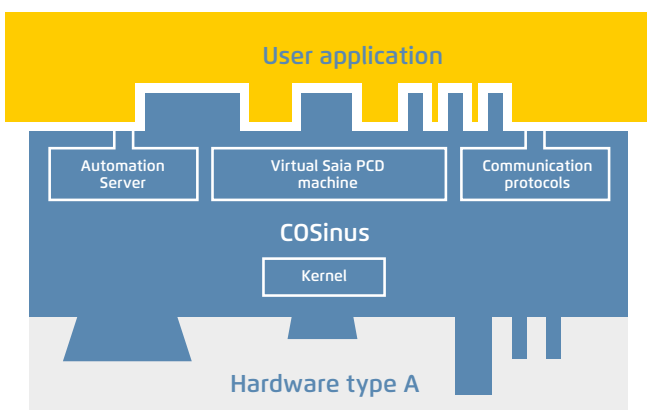 User application
Automation
Server
Virtual Saia PCD
machine
Communication
protocols
COSinus
Kernel
Hardware type A